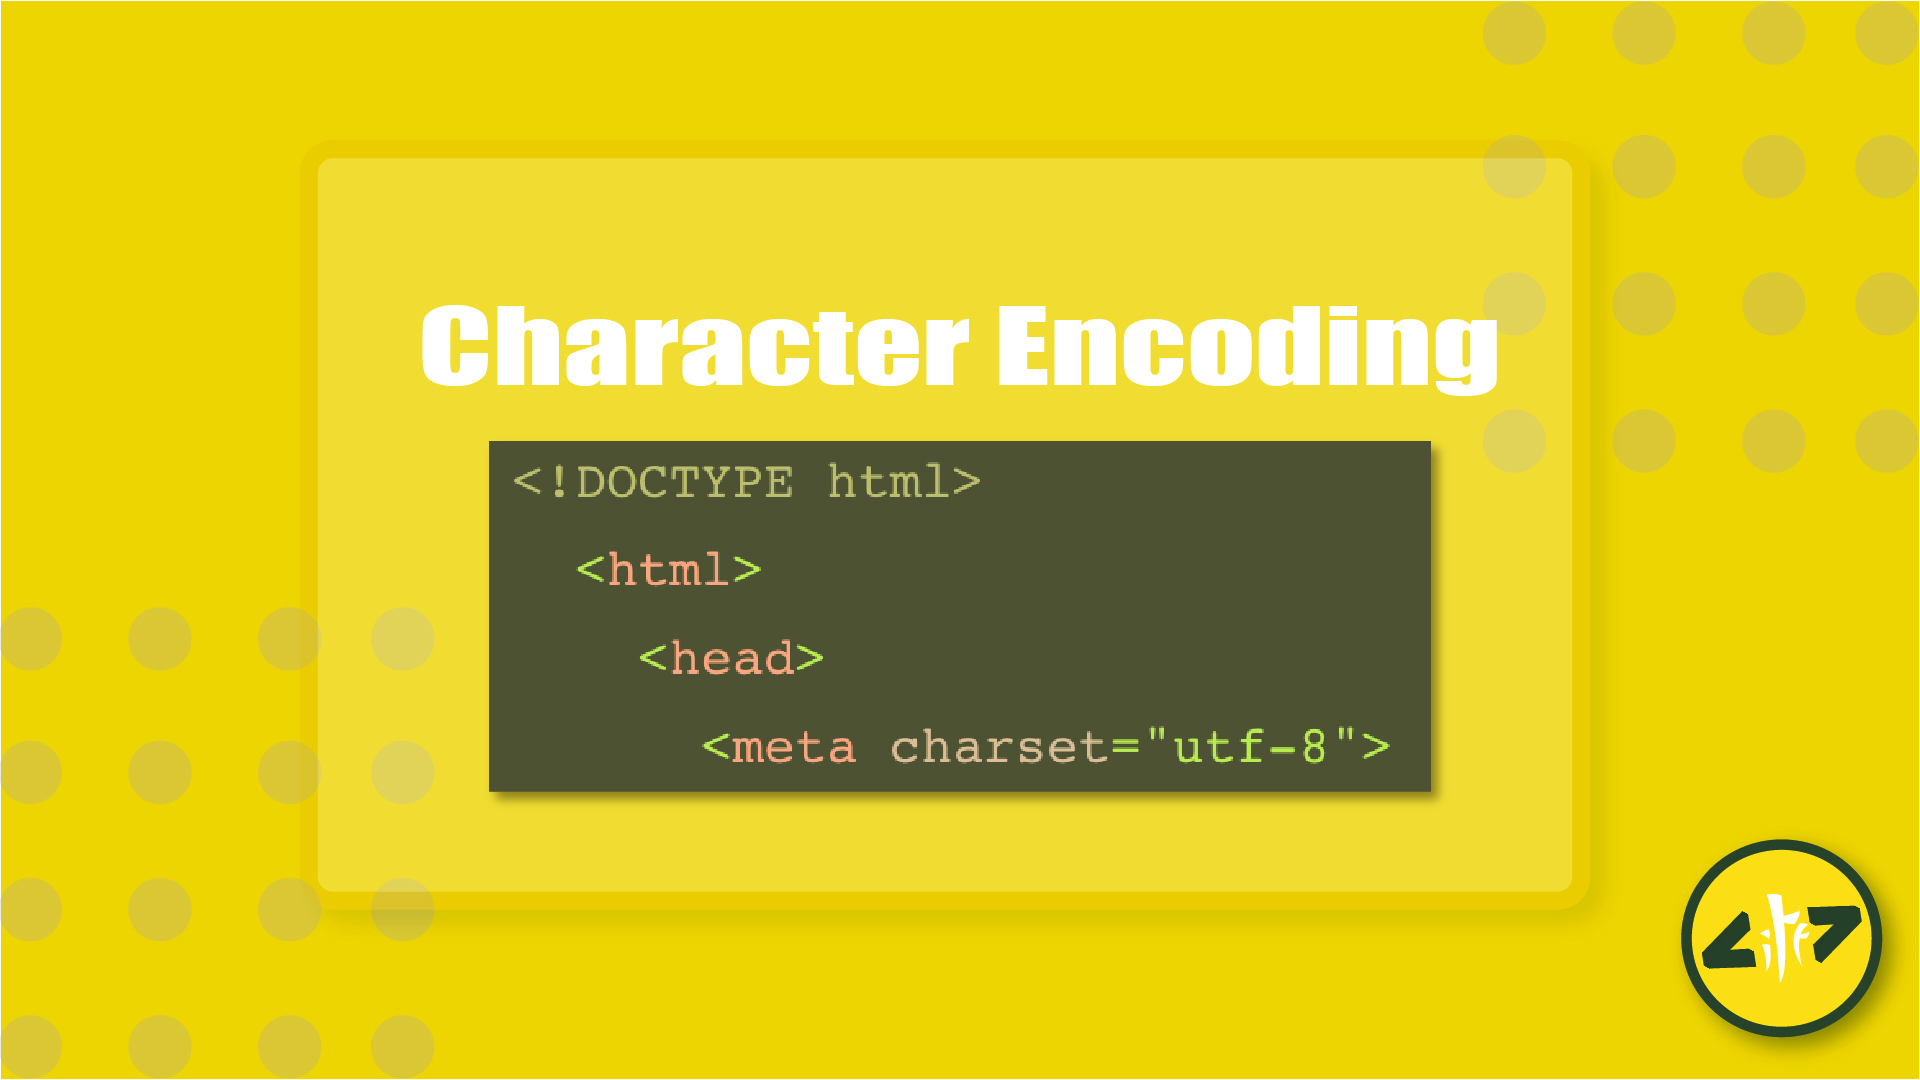 Character Encoding
<!DOCTYPE html>
<html>
<head>
<meta charset="utf-8">